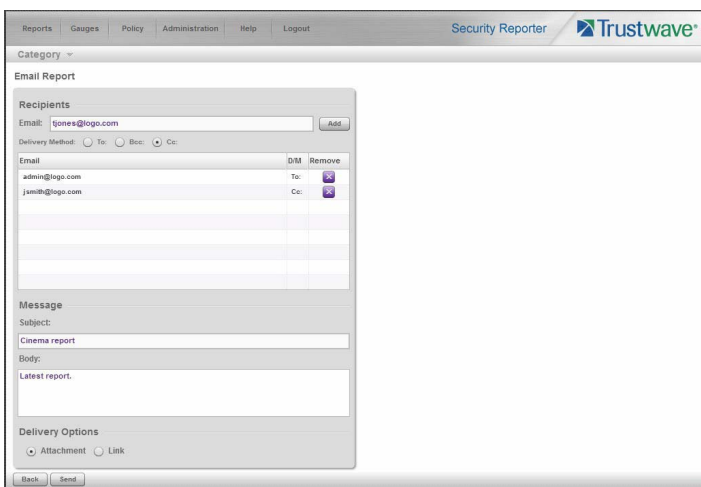 Reports Gauges Policy Administration Help Logout Security Reporter Trustwave®
Category
Email Report
Recipients
Email: tjones@logo.com Add
Delivery Method: To: Bcc: Cc:
Email D/M Remove
admin@logo.com To:
jsmith@logo.com Cc:
Message
Subject:
Cinema report
Body:
Latest report.
Delivery Options
Attachment Link
Back Send